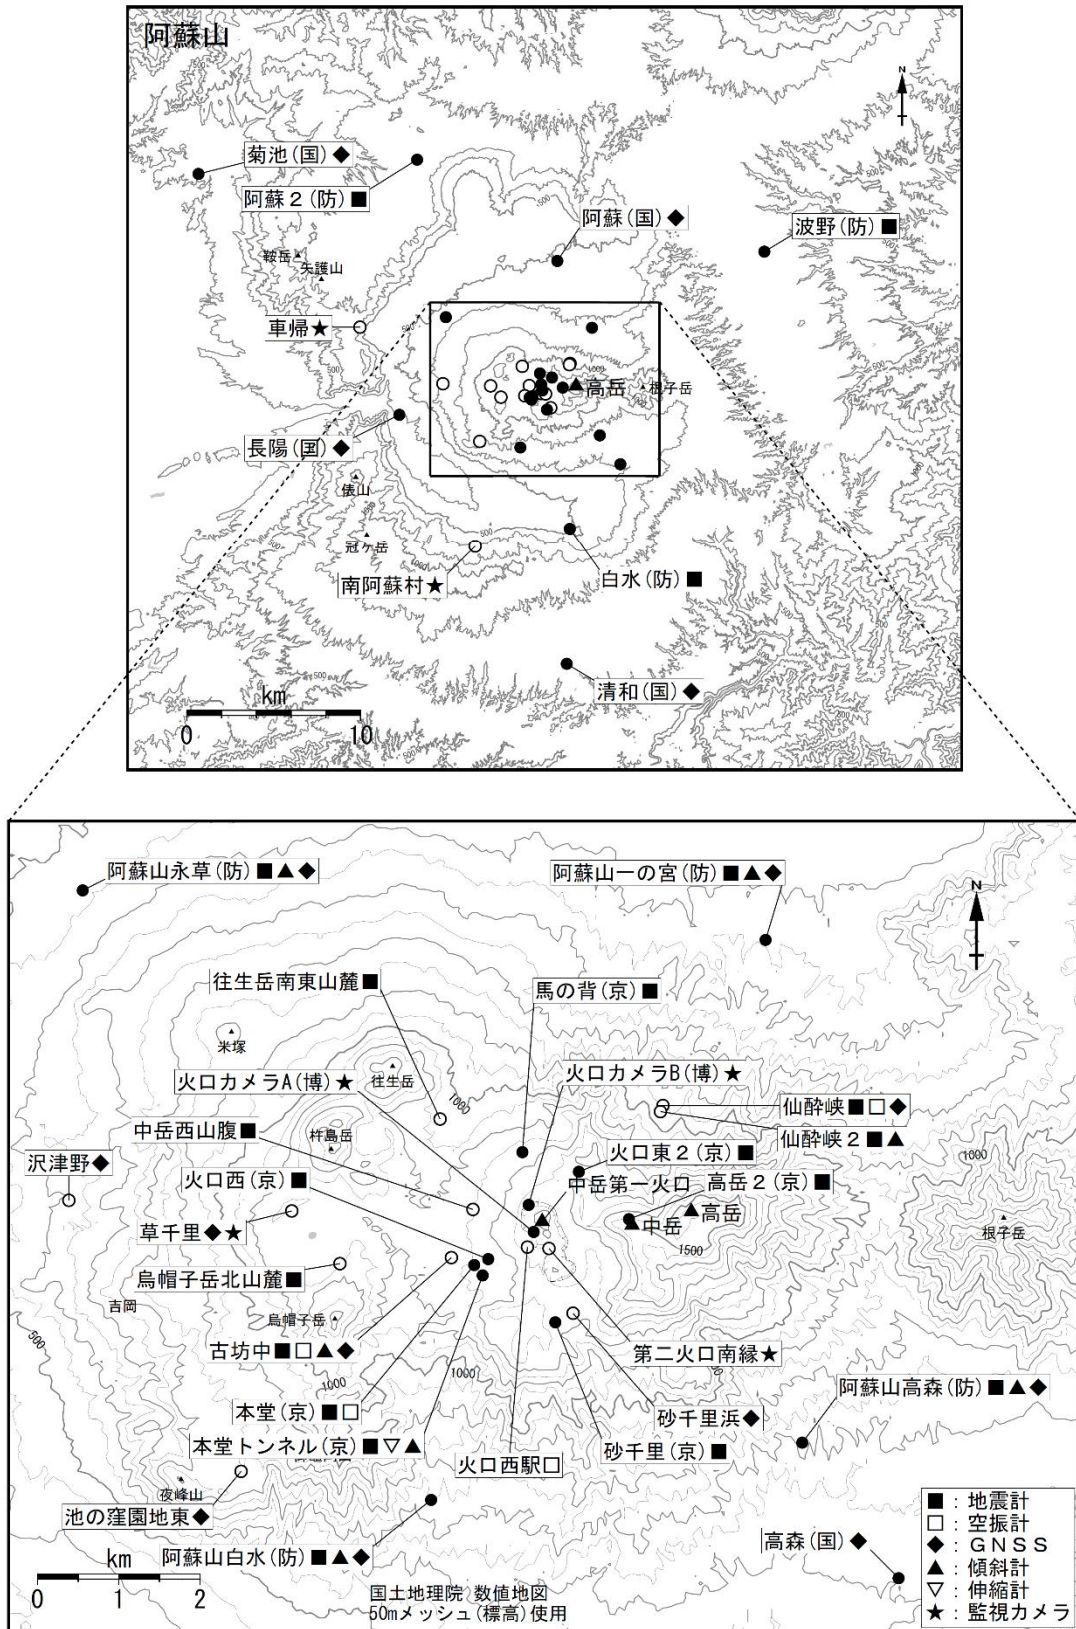 阿蘇山
N
菊池(国)◆
阿蘇２(防)■
阿蘇(国)◆
波野(防)■
鞍岳
矢護山
車帰★
高岳
根子岳
長陽(国)◆
俵山
冠ケ岳
南阿蘇村★
白水(防)■
清和(国)◆
km
0 10
阿蘇山永草(防)■▲◆
阿蘇山一の宮(防)■▲◆
N
往生岳南東山麓■
馬の背(京)■
米塚
往生岳
火口カメラA(博)★
火口カメラB(博)★
仙酔峡■□◆
仙酔峡２■▲
中岳西山腹■
杵島岳
火口東２(京)■
1000
1000
沢津野◆
火口西(京)■
中岳第一火口
高岳２(京)■
草千里◆★
中岳
高岳
根子岳
1500
烏帽子岳北山麓■
吉岡
烏帽子岳
500
古坊中■□▲◆
第二火口南縁★
1000
1000
阿蘇山高森(防)■▲◆
本堂(京)■□
砂千里浜◆
本堂トンネル(京)■▽▲
火口西駅□
砂千里(京)■
夜峰山
池の窪園地東◆
阿蘇山白水(防)■▲◆
高森(国)◆
km
0 1 2
国土地理院 数値地図
50mメッシュ(標高)使用
■：地震計
□：空振計
◆：ＧＮＳＳ
▲：傾斜計
▽：伸縮計
★：監視カメラ